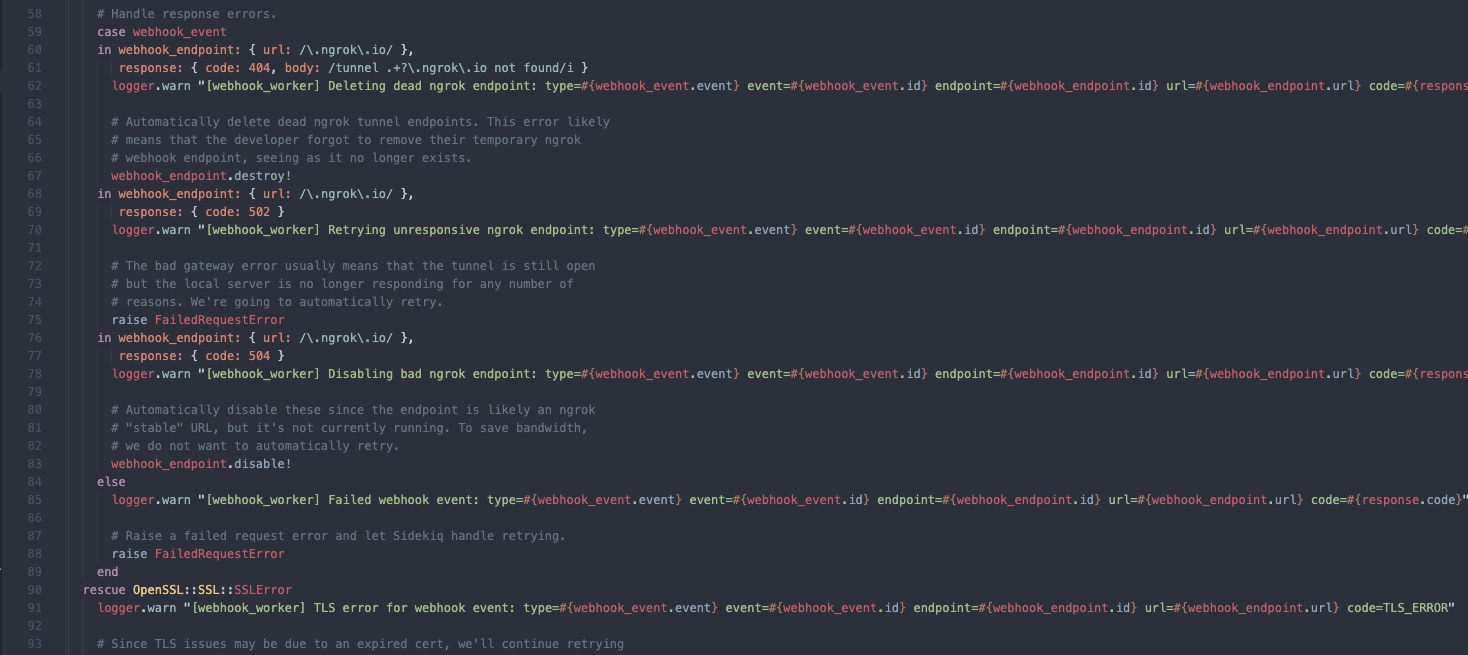 58 # Handle response errors.
59 case webhook_event
60 in webhook_endpoint: { url: /\.ngrok\.io/ },
61 response: { code: 404, body: /tunnel .+?\.ngrok\.io not found/i }
62 logger.warn "[webhook_worker] Deleting dead ngrok endpoint: type=#{webhook_event.event} event=#{webhook_event.id} endpoint=#{webhook_endpoint.id} url=#{webhook_endpoint.url} code=#{respons
63
64 # Automatically delete dead ngrok tunnel endpoints. This error likely
65 # means that the developer forgot to remove their temporary ngrok
66 # webhook endpoint, seeing as it no longer exists.
67 webhook_endpoint.destroy!
68 in webhook_endpoint: { url: /\.ngrok\.io/ },
69 response: { code: 502 }
70 logger.warn "[webhook_worker] Retrying unresponsive ngrok endpoint: type=#{webhook_event.event} event=#{webhook_event.id} endpoint=#{webhook_endpoint.id} url=#{webhook_endpoint.url} code=#
71
72 # The bad gateway error usually means that the tunnel is still open
73 # but the local server is no longer responding for any number of
74 # reasons. We're going to automatically retry.
75 raise FailedRequestError
76 in webhook_endpoint: { url: /\.ngrok\.io/ },
77 response: { code: 504 }
78 logger.warn "[webhook_worker] Disabling bad ngrok endpoint: type=#{webhook_event.event} event=#{webhook_event.id} endpoint=#{webhook_endpoint.id} url=#{webhook_endpoint.url} code=#{respons
79
80 # Automatically disable these since the endpoint is likely an ngrok
81 # "stable" URL, but it's not currently running. To save bandwidth,
82 # we do not want to automatically retry.
83 webhook_endpoint.disable!
84 else
85 logger.warn "[webhook_worker] Failed webhook event: type=#{webhook_event.event} event=#{webhook_event.id} endpoint=#{webhook_endpoint.id} url=#{webhook_endpoint.url} code=#{response.code}"
86
87 # Raise a failed request error and let Sidekiq handle retrying.
88 raise FailedRequestError
89 end
90 rescue OpenSSL::SSL::SSLError
91 logger.warn "[webhook_worker] TLS error for webhook event: type=#{webhook_event.event} event=#{webhook_event.id} endpoint=#{webhook_endpoint.id} url=#{webhook_endpoint.url} code=TLS_ERROR"
92
93 # Since TLS issues may be due to an expired cert, we'll continue retrying